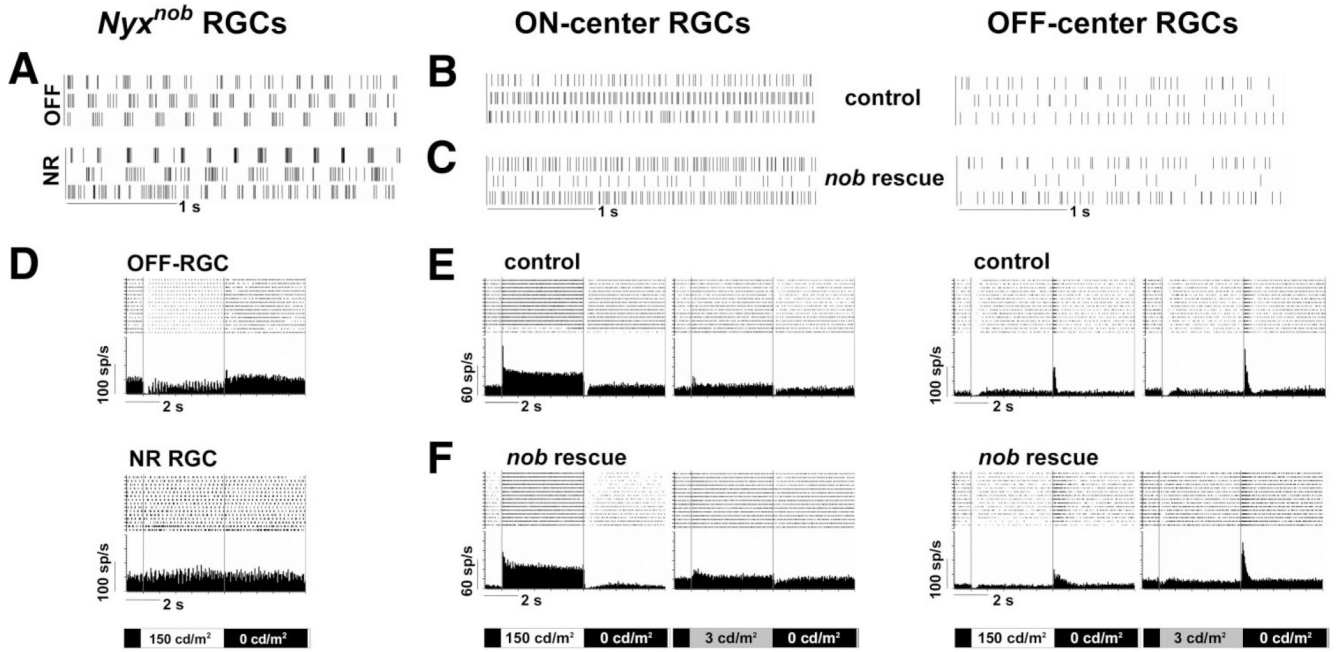 Nyx^nob RGCs
ON-center RGCs
OFF-center RGCs
A
OFF
NR
1 s
B
control
C
nob rescue
1 s
1 s
D
OFF-RGC
100 sp/s
2 s
NR RGC
100 sp/s
2 s
150 cd/m²
0 cd/m²
E
control
60 sp/s
2 s
control
100 sp/s
2 s
F
nob rescue
60 sp/s
2 s
nob rescue
100 sp/s
2 s
150 cd/m²
0 cd/m²
3 cd/m²
0 cd/m²
150 cd/m²
0 cd/m²
3 cd/m²
0 cd/m²